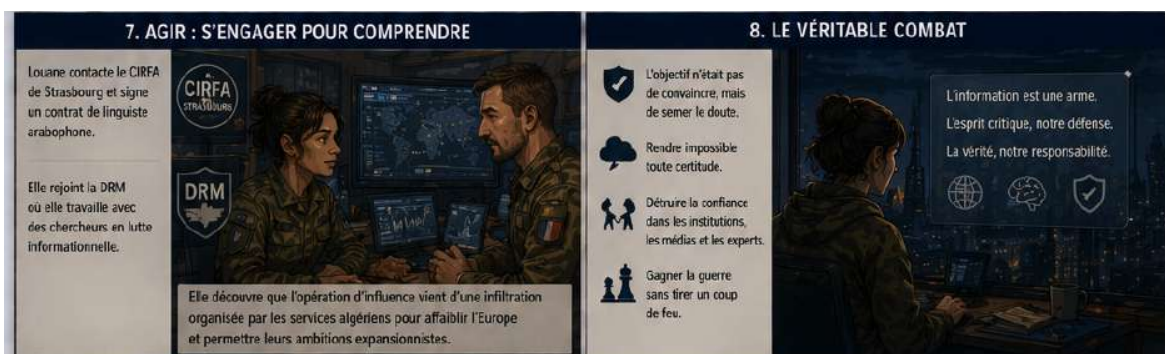 7. AGIR : S'ENGAGER POUR COMPRENDRE
Louane contacte le CIRFA
de Strasbourg et signe
un contrat de linguiste
arabophone.
Elle rejoint la DRM
où elle travaille avec
des chercheurs en lutte
informationnelle.
CIRFA
STRASBOURG
DRM
Elle découvre que l'opération d'influence vient d'une infiltration
organisée par les services algériens pour affaiblir l'Europe
et permettre leurs ambitions expansionnistes.
8. LE VÉRITABLE COMBAT
L'objectif n'était pas
de convaincre, mais
de semer le doute.
Rendre impossible
toute certitude.
Détruire la confiance
dans les institutions,
les médias et les experts.
Gagner la guerre
sans tirer un coup
de feu.
L'information est une arme.
L'esprit critique, notre défense.
La vérité, notre responsabilité.